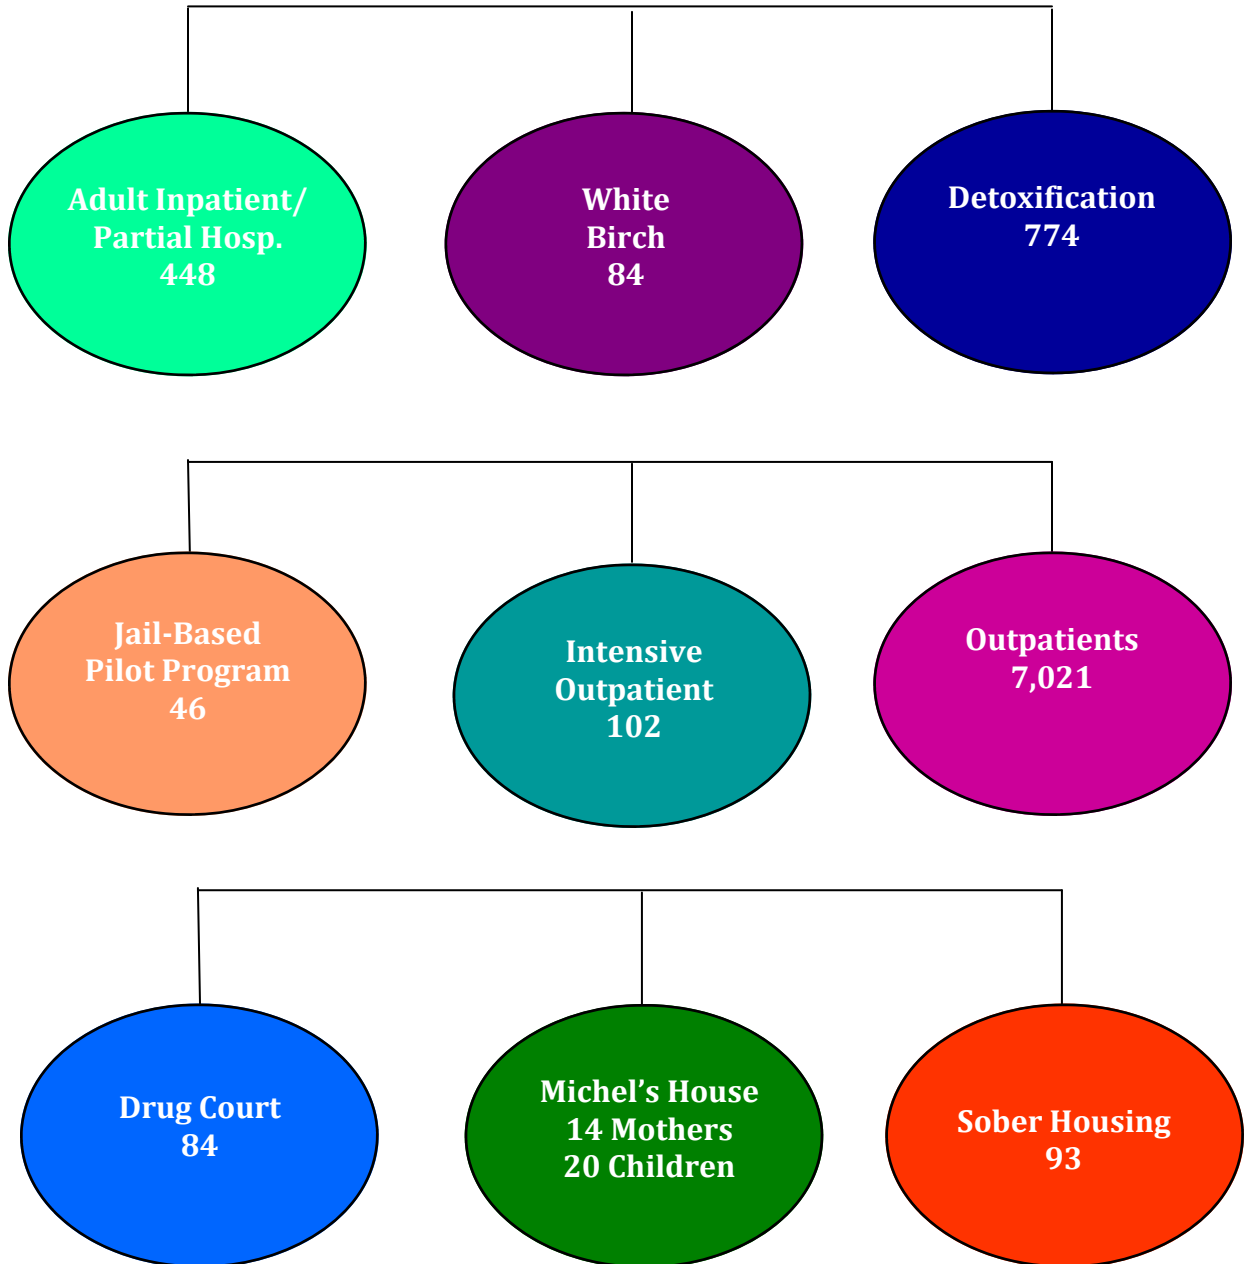 Adult Inpatient/
Partial Hosp.
448
White
Birch
84
Detoxification
774
Jail-Based
Pilot Program
46
Intensive
Outpatient
102
Outpatients
7,021
Drug Court
84
Michel’s House
14 Mothers
20 Children
Sober Housing
93